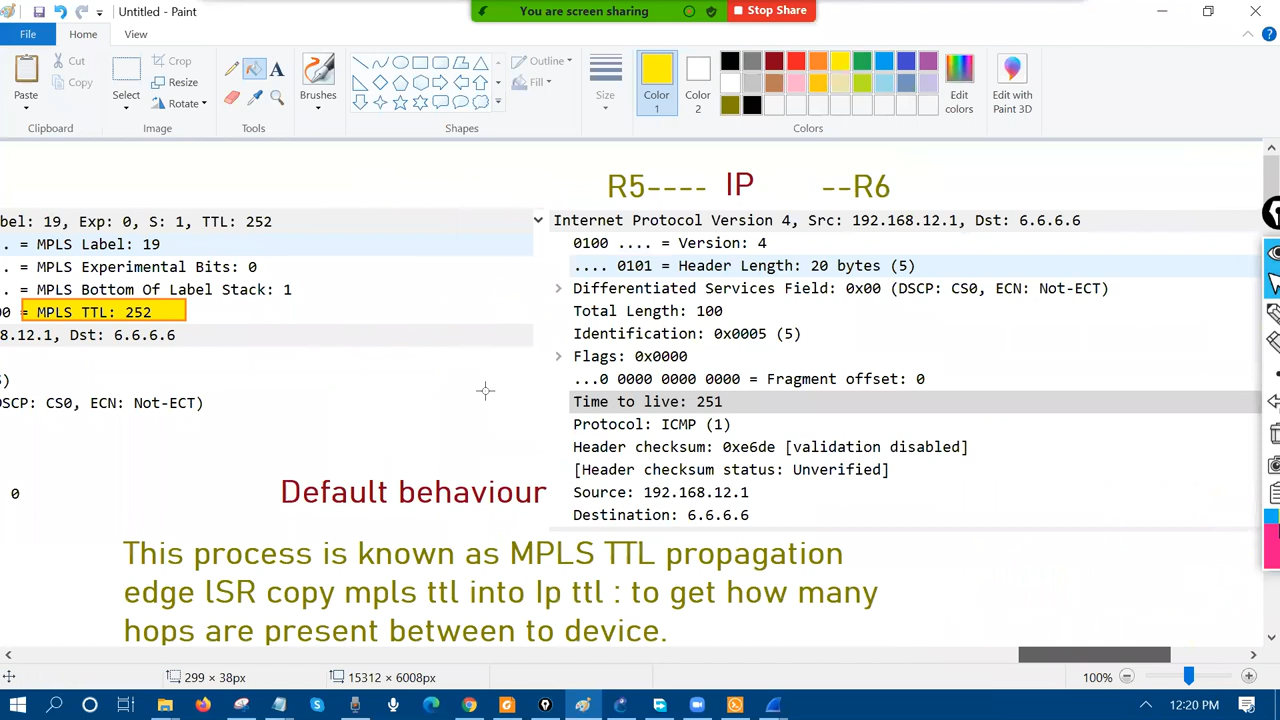 Untitled - Paint
You are screen sharing
Stop Share
File
Home
View
Paste
Cut
Copy
Clipboard
Select
Crop
Resize
Rotate
Image
Tools
Brushes
Shapes
Outline
Fill
Size
Color
1
Color
2
Colors
Edit
colors
Edit with
Paint 3D
R5---- IP --R6
bel: 19, Exp: 0, S: 1, TTL: 252
.. = MPLS Label: 19
.. = MPLS Experimental Bits: 0
.. = MPLS Bottom Of Label Stack: 1
00 = MPLS TTL: 252
8.12.1, Dst: 6.6.6.6
)
DSCP: CS0, ECN: Not-ECT)
0
Internet Protocol Version 4, Src: 192.168.12.1, Dst: 6.6.6.6
0100 .... = Version: 4
.... 0101 = Header Length: 20 bytes (5)
Differentiated Services Field: 0x00 (DSCP: CS0, ECN: Not-ECT)
Total Length: 100
Identification: 0x0005 (5)
Flags: 0x0000
...0 0000 0000 0000 = Fragment offset: 0
Time to live: 251
Protocol: ICMP (1)
Header checksum: 0xe6de [validation disabled]
[Header checksum status: Unverified]
Source: 192.168.12.1
Destination: 6.6.6.6
Default behaviour
This process is known as MPLS TTL propagation
edge lSR copy mpls ttl into Ip ttl : to get how many
hops are present between to device.
299 × 38px
15312 × 6008px
100%
12:20 PM